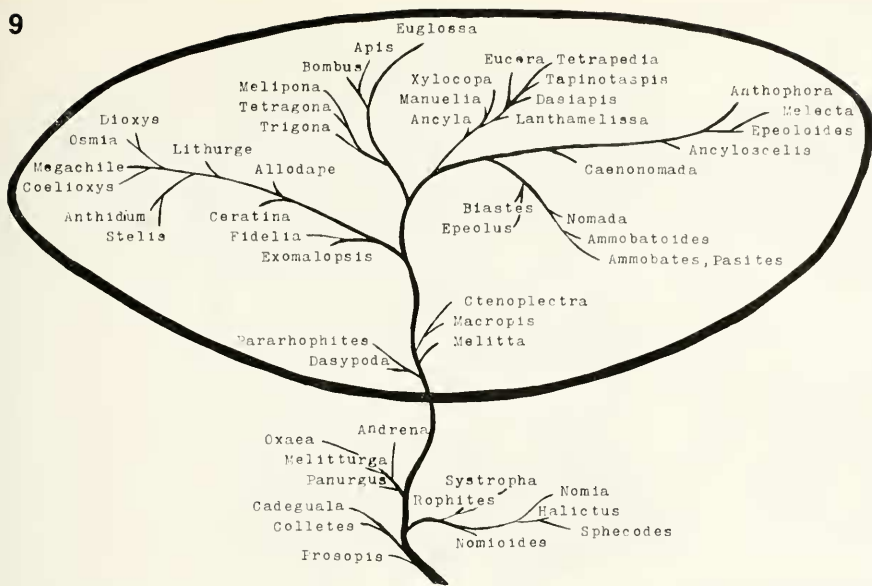 9
Euglossa
Apis
Bombus
Melipona
Tetragona
Trigona
Eucera Tetrapedia
Xylocopa
Tapinotaspis
Manuelia
Dasiapis
Ancyla
Lanthamelissa
Anthophora
Melecta
Epeoloides
Ancyloscelis
Caenonomada
Dioxys
Osmia
Lithurge
Megachile
Coelioxys
Allodape
Anthidium
Stelis
Ceratina
Fidelia
Exomalopsis
Biastes
Epeolus
Nomada
Ammobatoides
Ammobates, Pasites
Ctenoplectra
Macropis
Melitta
Pararhophites
Dasypoda
Andrena
Oxaea
Melitturga
Panurgus
Systropha
Rophites
Nomia
Halictus
Sphecodes
Nomioides
Cadeguala
Colletes
Prosopis